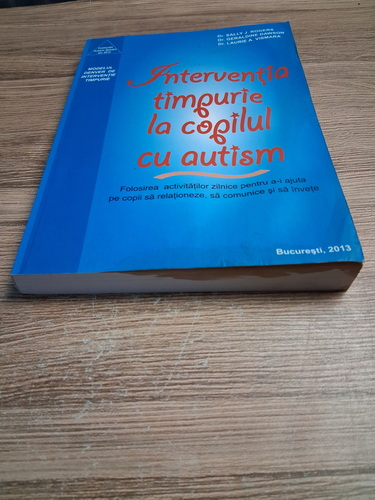 Dr. SALLY J. ROGERS
Dr. GERALDINE DAWSON
Dr. LAURIE A. VISMARA
MODELUL
DENVER DE
INTERVENȚIE
TIMPURIE
Intervenția
timpurie
la copilul
cu autism
Folosirea activităților zilnice pentru a-i ajuta
pe copii să relaționeze, să comunice și să învețe
București, 2013